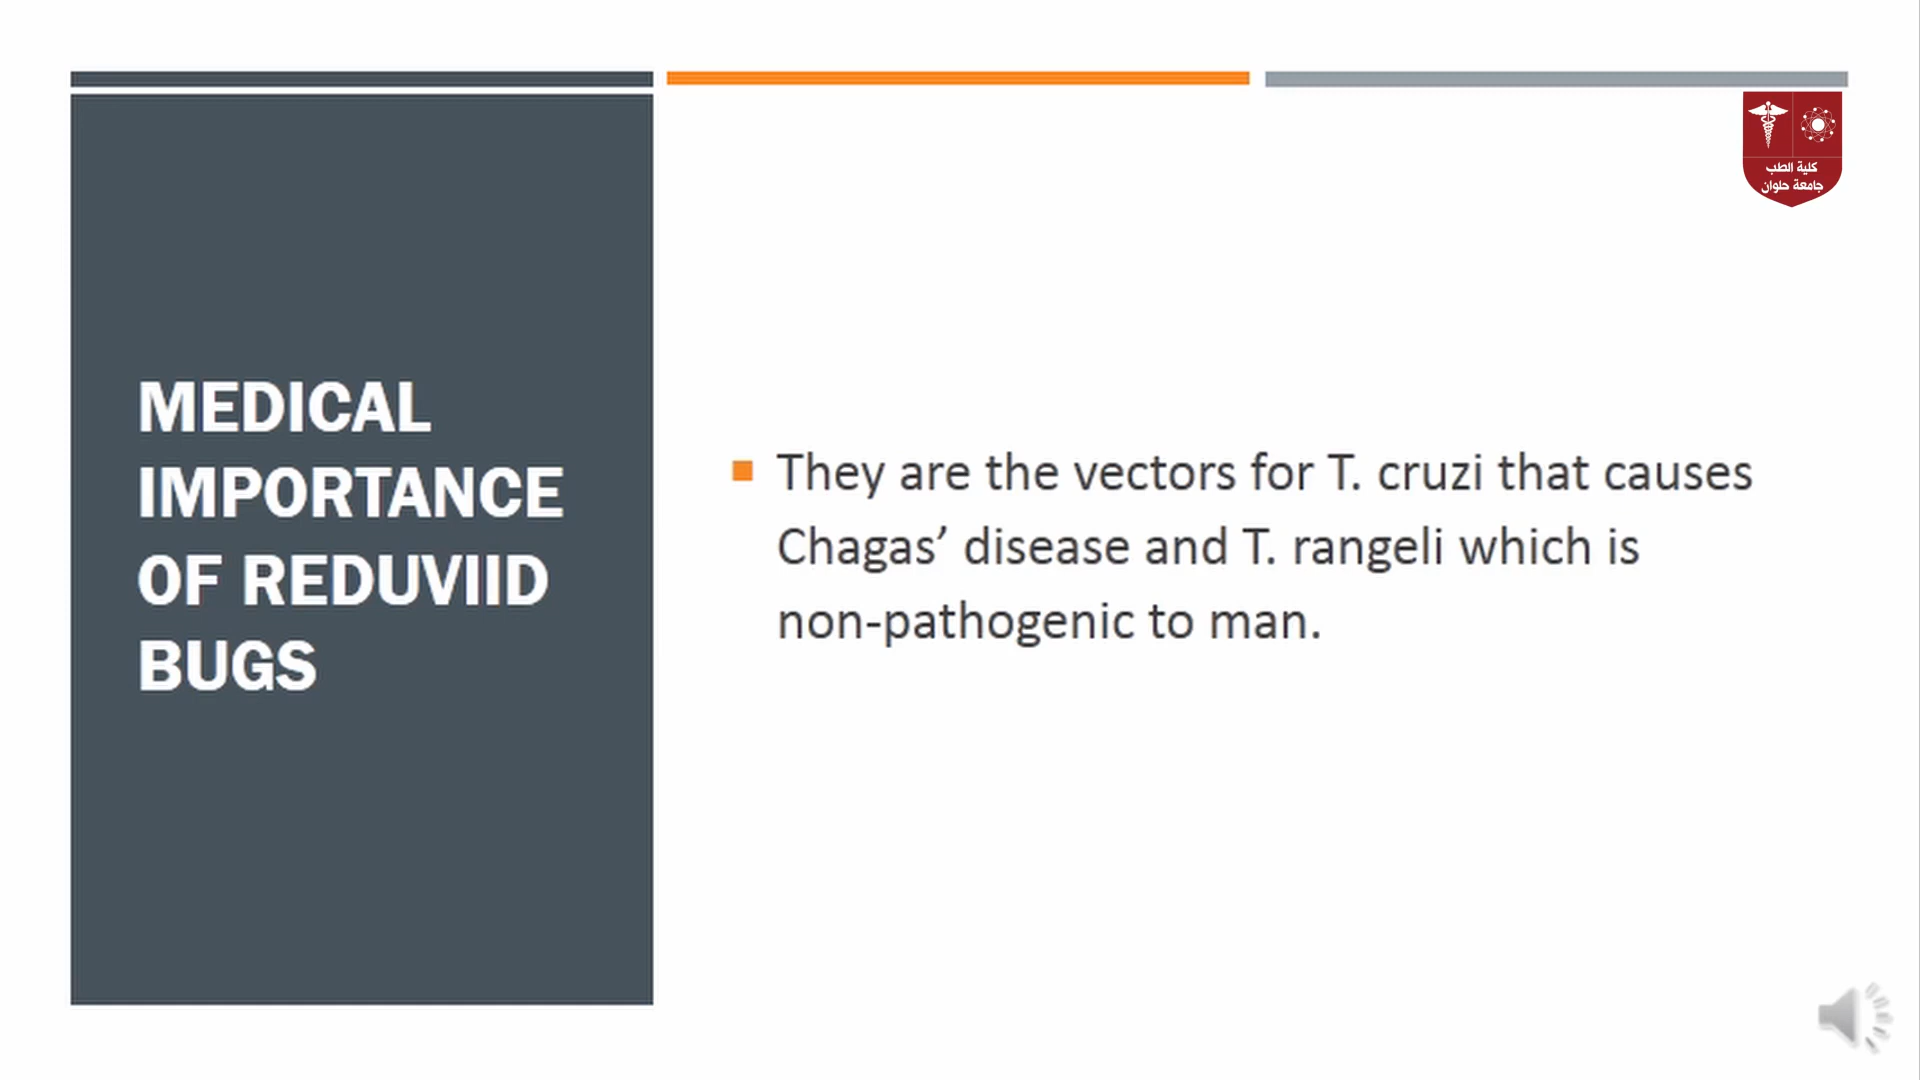 كلية الطب
جامعة حلوان
MEDICAL
IMPORTANCE
OF REDUVIID
BUGS
They are the vectors for T. cruzi that causes
Chagas’ disease and T. rangeli which is
non-pathogenic to man.